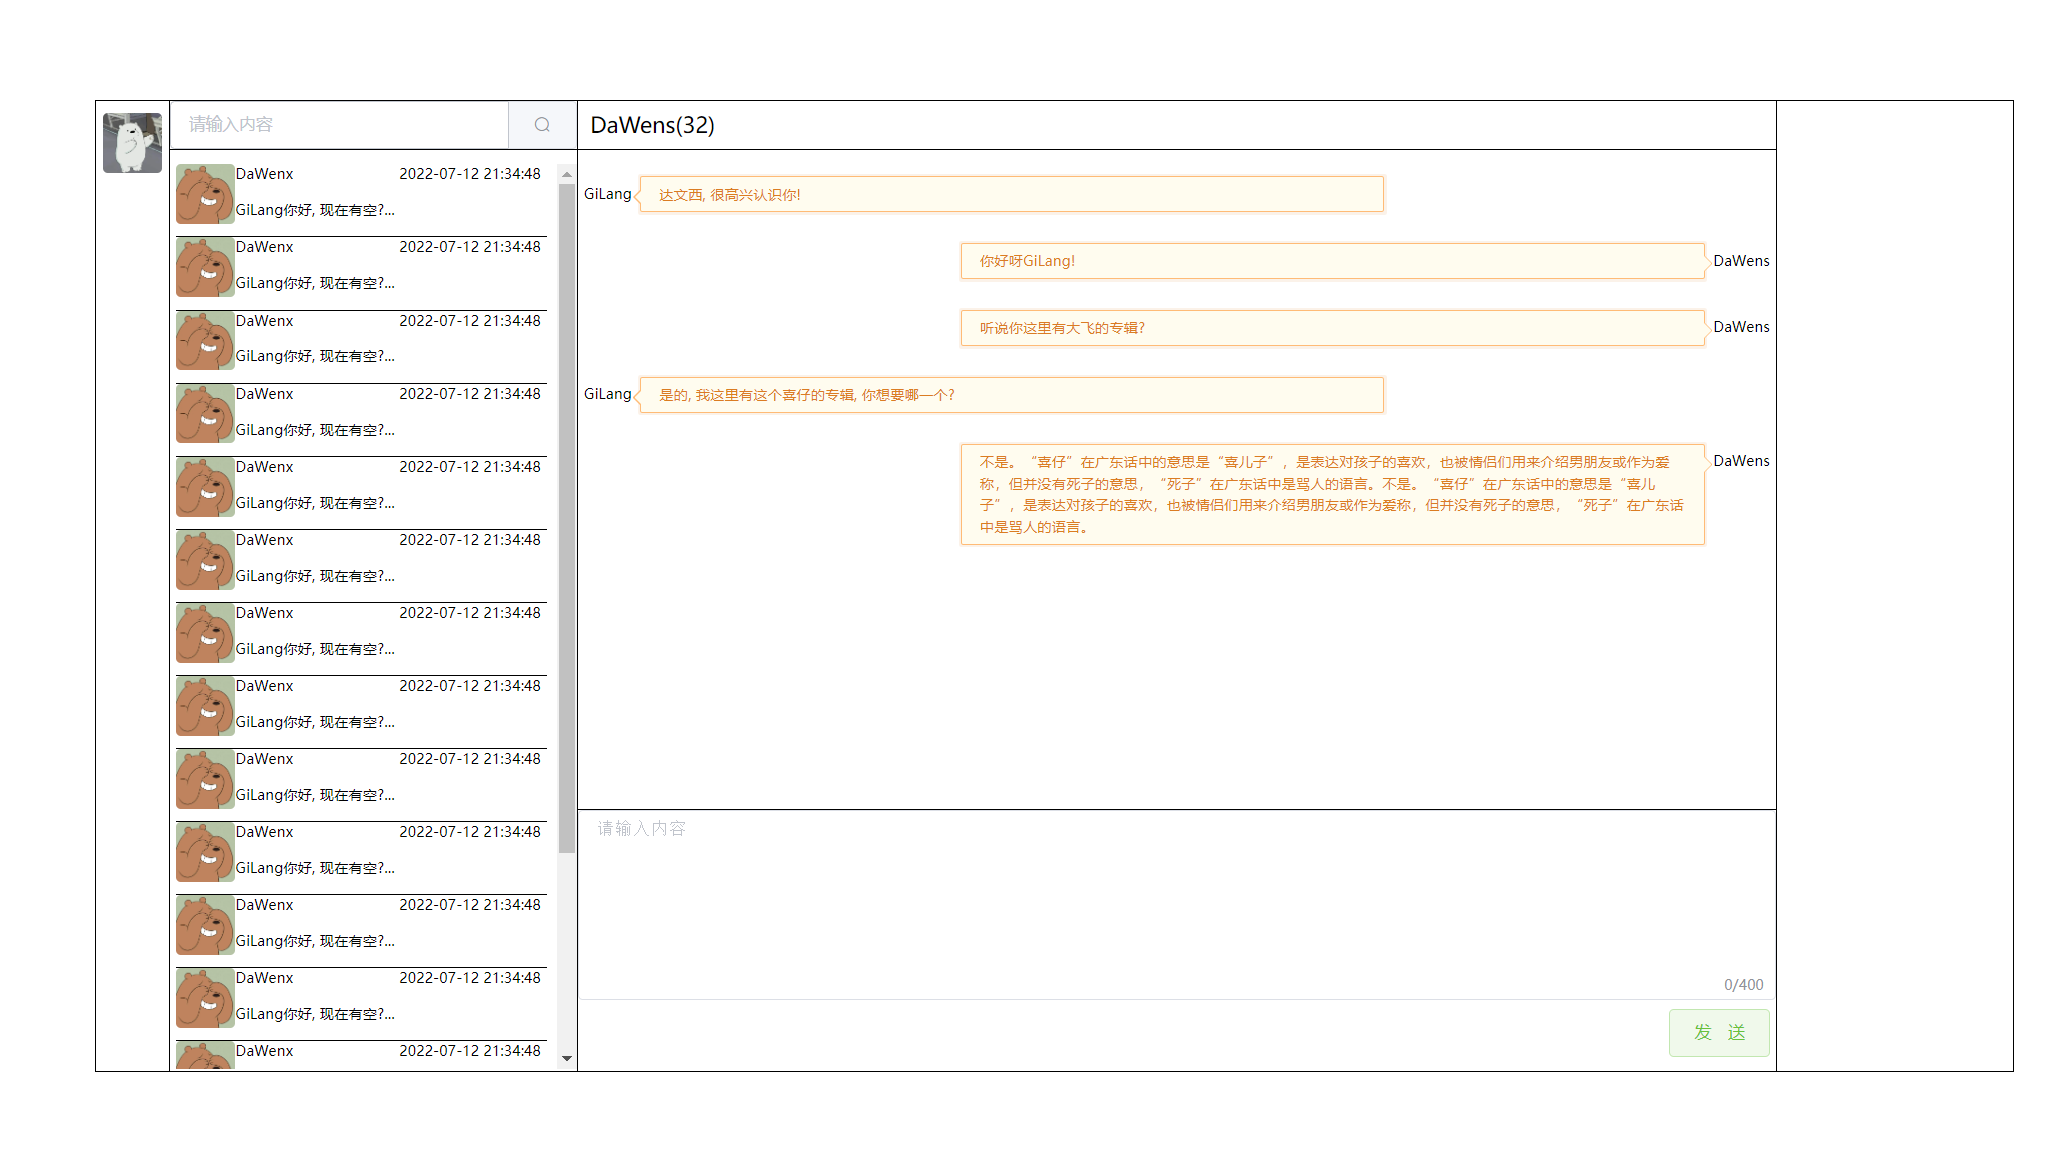 请输入内容
DaWens(32)
DaWenx 2022-07-12 21:34:48
GiLang你好, 现在有空?...
DaWenx 2022-07-12 21:34:48
GiLang你好, 现在有空?...
DaWenx 2022-07-12 21:34:48
GiLang你好, 现在有空?...
DaWenx 2022-07-12 21:34:48
GiLang你好, 现在有空?...
DaWenx 2022-07-12 21:34:48
GiLang你好, 现在有空?...
DaWenx 2022-07-12 21:34:48
GiLang你好, 现在有空?...
DaWenx 2022-07-12 21:34:48
GiLang你好, 现在有空?...
DaWenx 2022-07-12 21:34:48
GiLang你好, 现在有空?...
DaWenx 2022-07-12 21:34:48
GiLang你好, 现在有空?...
DaWenx 2022-07-12 21:34:48
GiLang你好, 现在有空?...
DaWenx 2022-07-12 21:34:48
GiLang你好, 现在有空?...
DaWenx 2022-07-12 21:34:48
GiLang你好, 现在有空?...
DaWenx 2022-07-12 21:34:48
GiLang 达文西, 很高兴认识你!
你好呀GiLang! DaWens
听说你这里有大飞的专辑? DaWens
GiLang 是的, 我这里有这个喜仔的专辑, 你想要哪一个?
不是。“喜仔”在广东话中的意思是“喜儿子”，是表达对孩子的喜欢，也被情侣们用来介绍男朋友或作为爱 DaWens
称，但并没有死子的意思，“死子”在广东话中是骂人的语言。不是。“喜仔”在广东话中的意思是“喜儿
子”，是表达对孩子的喜欢，也被情侣们用来介绍男朋友或作为爱称，但并没有死子的意思，“死子”在广东话
中是骂人的语言。
请输入内容
0/400
发 送